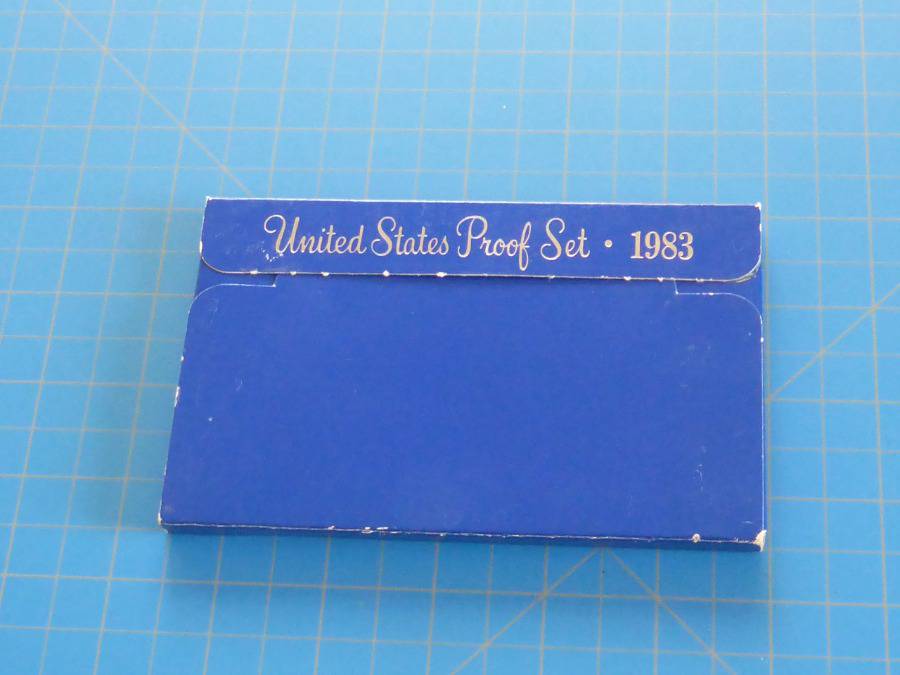 United States Proof Set • 1983